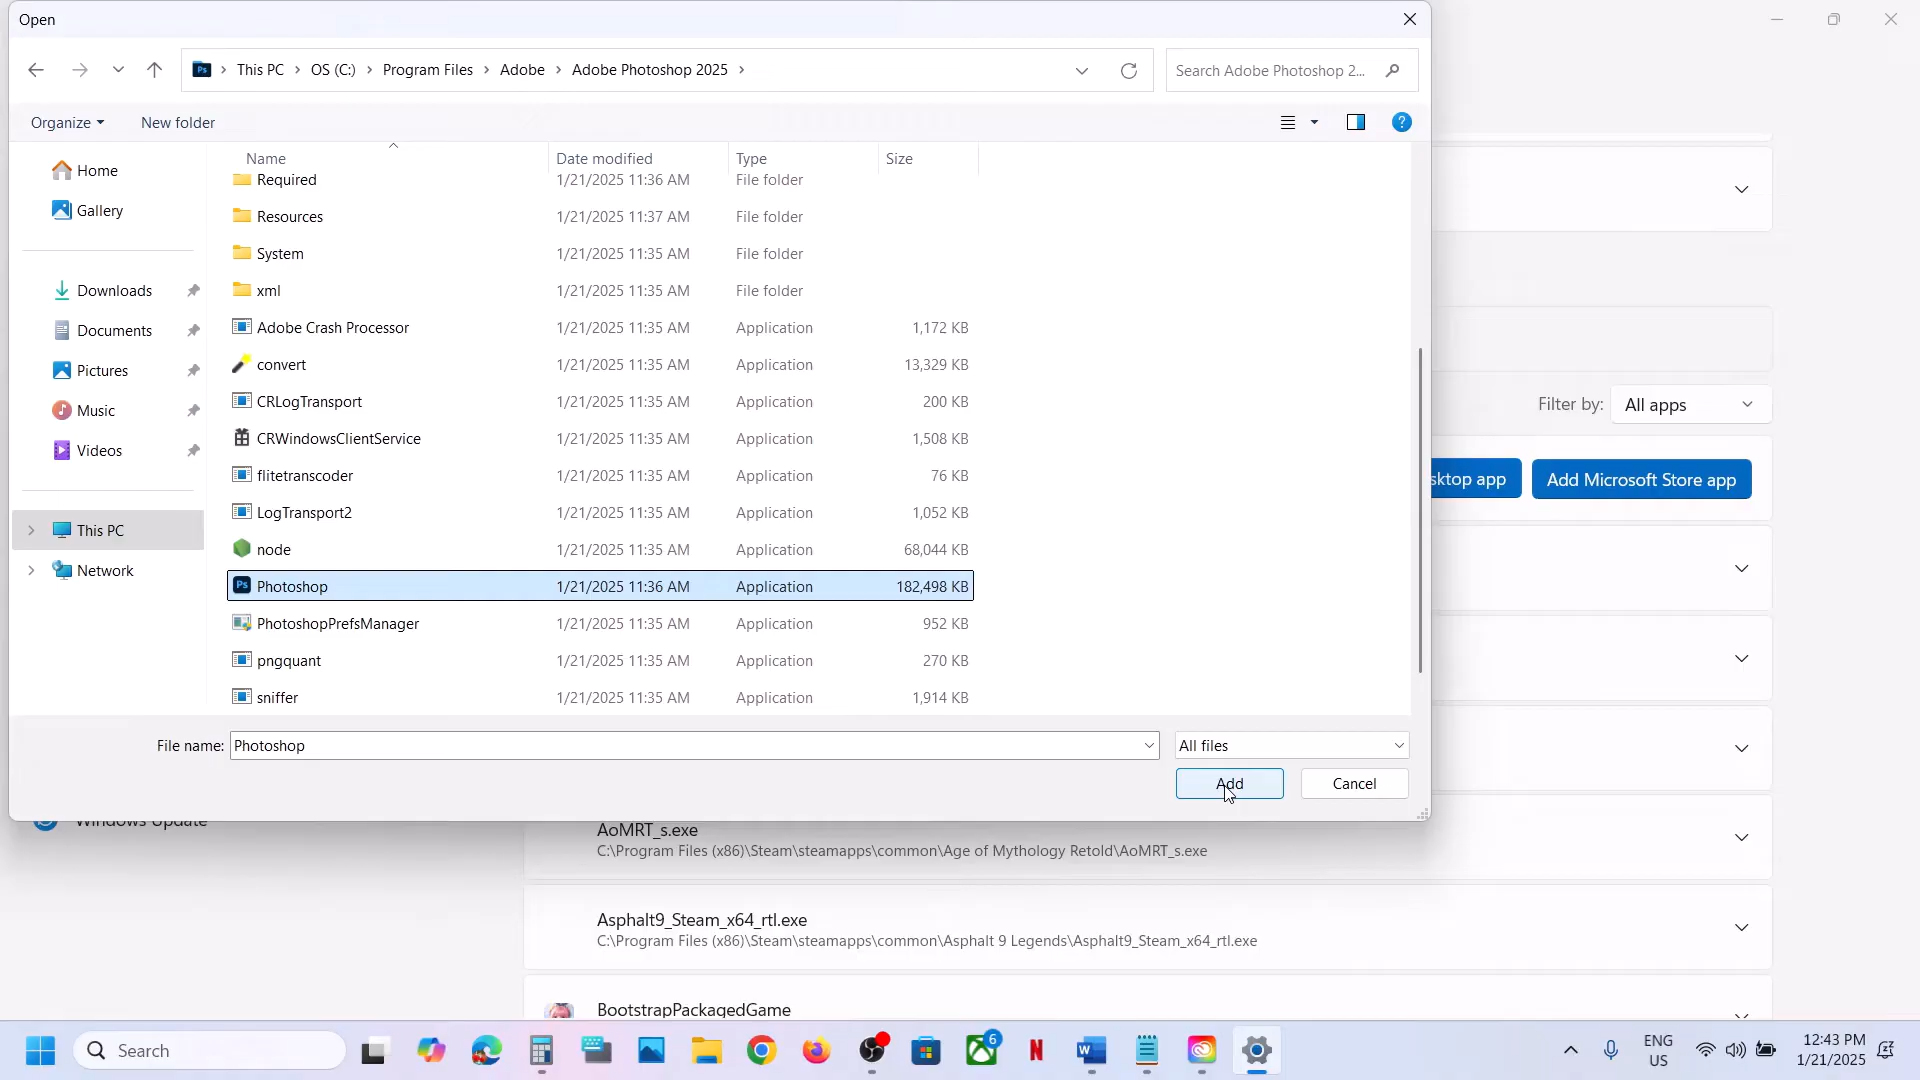 Open
This PC > OS (C:) > Program Files > Adobe > Adobe Photoshop 2025 >
Search Adobe Photoshop 2...
Organize
New folder
Home
Gallery
Downloads
Documents
Pictures
Music
Videos
This PC
Network
Name Date modified Type Size
Required 1/21/2025 11:36 AM File folder
Resources 1/21/2025 11:37 AM File folder
System 1/21/2025 11:35 AM File folder
xml 1/21/2025 11:35 AM File folder
Adobe Crash Processor 1/21/2025 11:35 AM Application 1,172 KB
convert 1/21/2025 11:35 AM Application 13,329 KB
CRLogTransport 1/21/2025 11:35 AM Application 200 KB
CRWindowsClientService 1/21/2025 11:35 AM Application 1,508 KB
flitetranscoder 1/21/2025 11:35 AM Application 76 KB
LogTransport2 1/21/2025 11:35 AM Application 1,052 KB
node 1/21/2025 11:35 AM Application 68,044 KB
Ps Photoshop 1/21/2025 11:36 AM Application 182,498 KB
PhotoshopPrefsManager 1/21/2025 11:35 AM Application 952 KB
pngquant 1/21/2025 11:35 AM Application 270 KB
sniffer 1/21/2025 11:35 AM Application 1,914 KB
File name: Photoshop
All files
Add
Cancel
Filter by: All apps
sktop app
Add Microsoft Store app
Windows Update
AoMRT_s.exe
C:\Program Files (x86)\Steam\steamapps\common\Age of Mythology Retold\AoMRT_s.exe
Asphalt9_Steam_x64_rtl.exe
C:\Program Files (x86)\Steam\steamapps\common\Asphalt 9 Legends\Asphalt9_Steam_x64_rtl.exe
BootstrapPackagedGame
Search
6
ENG
US
12:43 PM
1/21/2025